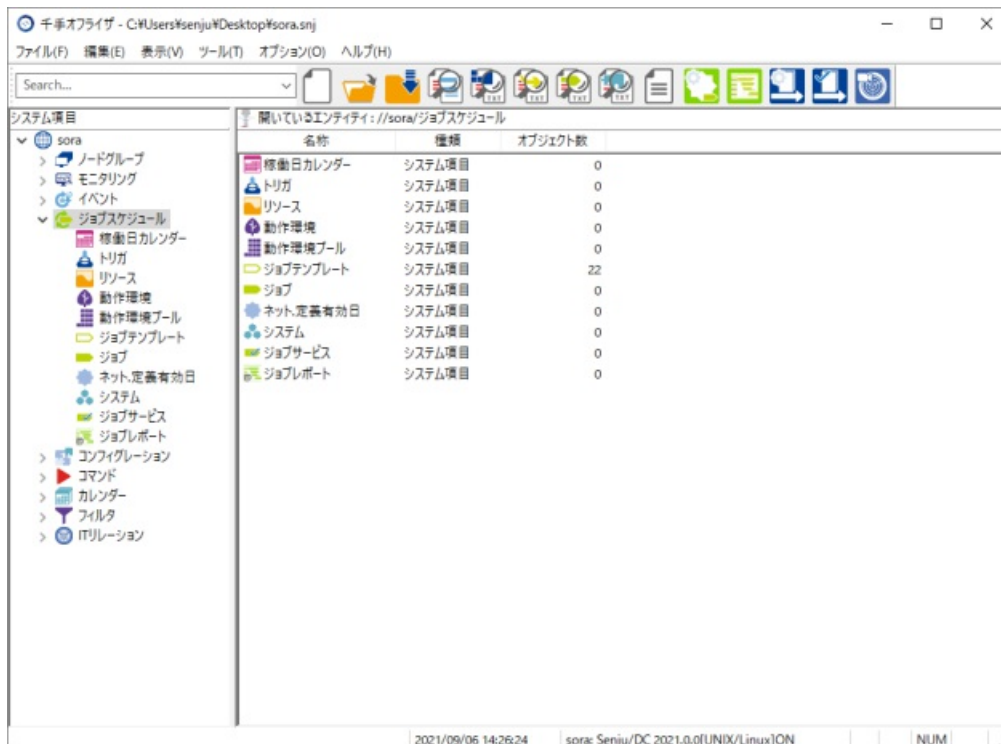 千手オフライザ - C:¥Users¥senju¥Desktop¥sora.snj
ファイル(F) 編集(E) 表示(V) ツール(T) オプション(O) ヘルプ(H)
Search...
システム項目
sora
ノードグループ
モニタリング
イベント
ジョブスケジュール
稼働日カレンダー
トリガ
リソース
動作環境
動作環境プール
ジョブテンプレート
ジョブ
ネット.定義有効日
システム
ジョブサービス
ジョブレポート
コンフィグレーション
コマンド
カレンダー
フィルタ
ITリレーション
開いているエンティティ : //sora/ジョブスケジュール
名称 種類 オブジェクト数
稼働日カレンダー システム項目 0
トリガ システム項目 0
リソース システム項目 0
動作環境 システム項目 0
動作環境プール システム項目 0
ジョブテンプレート システム項目 22
ジョブ システム項目 0
ネット.定義有効日 システム項目 0
システム システム項目 0
ジョブサービス システム項目 0
ジョブレポート システム項目 0
2021/09/06 14:26:24 sora: Senju/DC 2021.0.0[UNIX/Linux]ON NUM